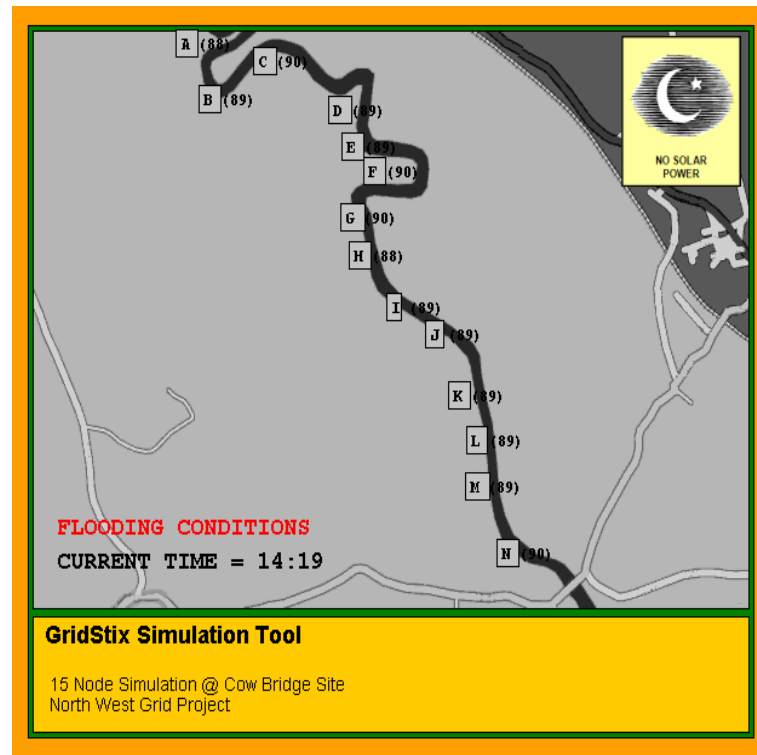 A (88)
C (90)
B (89)
D (89)
E (89)
F (90)
G (90)
H (88)
I (89)
J (89)
K (89)
L (89)
M (89)
N (90)
NO SOLAR
POWER
FLOODING CONDITIONS
CURRENT TIME = 14:19
GridStix Simulation Tool
15 Node Simulation @ Cow Bridge Site
North West Grid Project